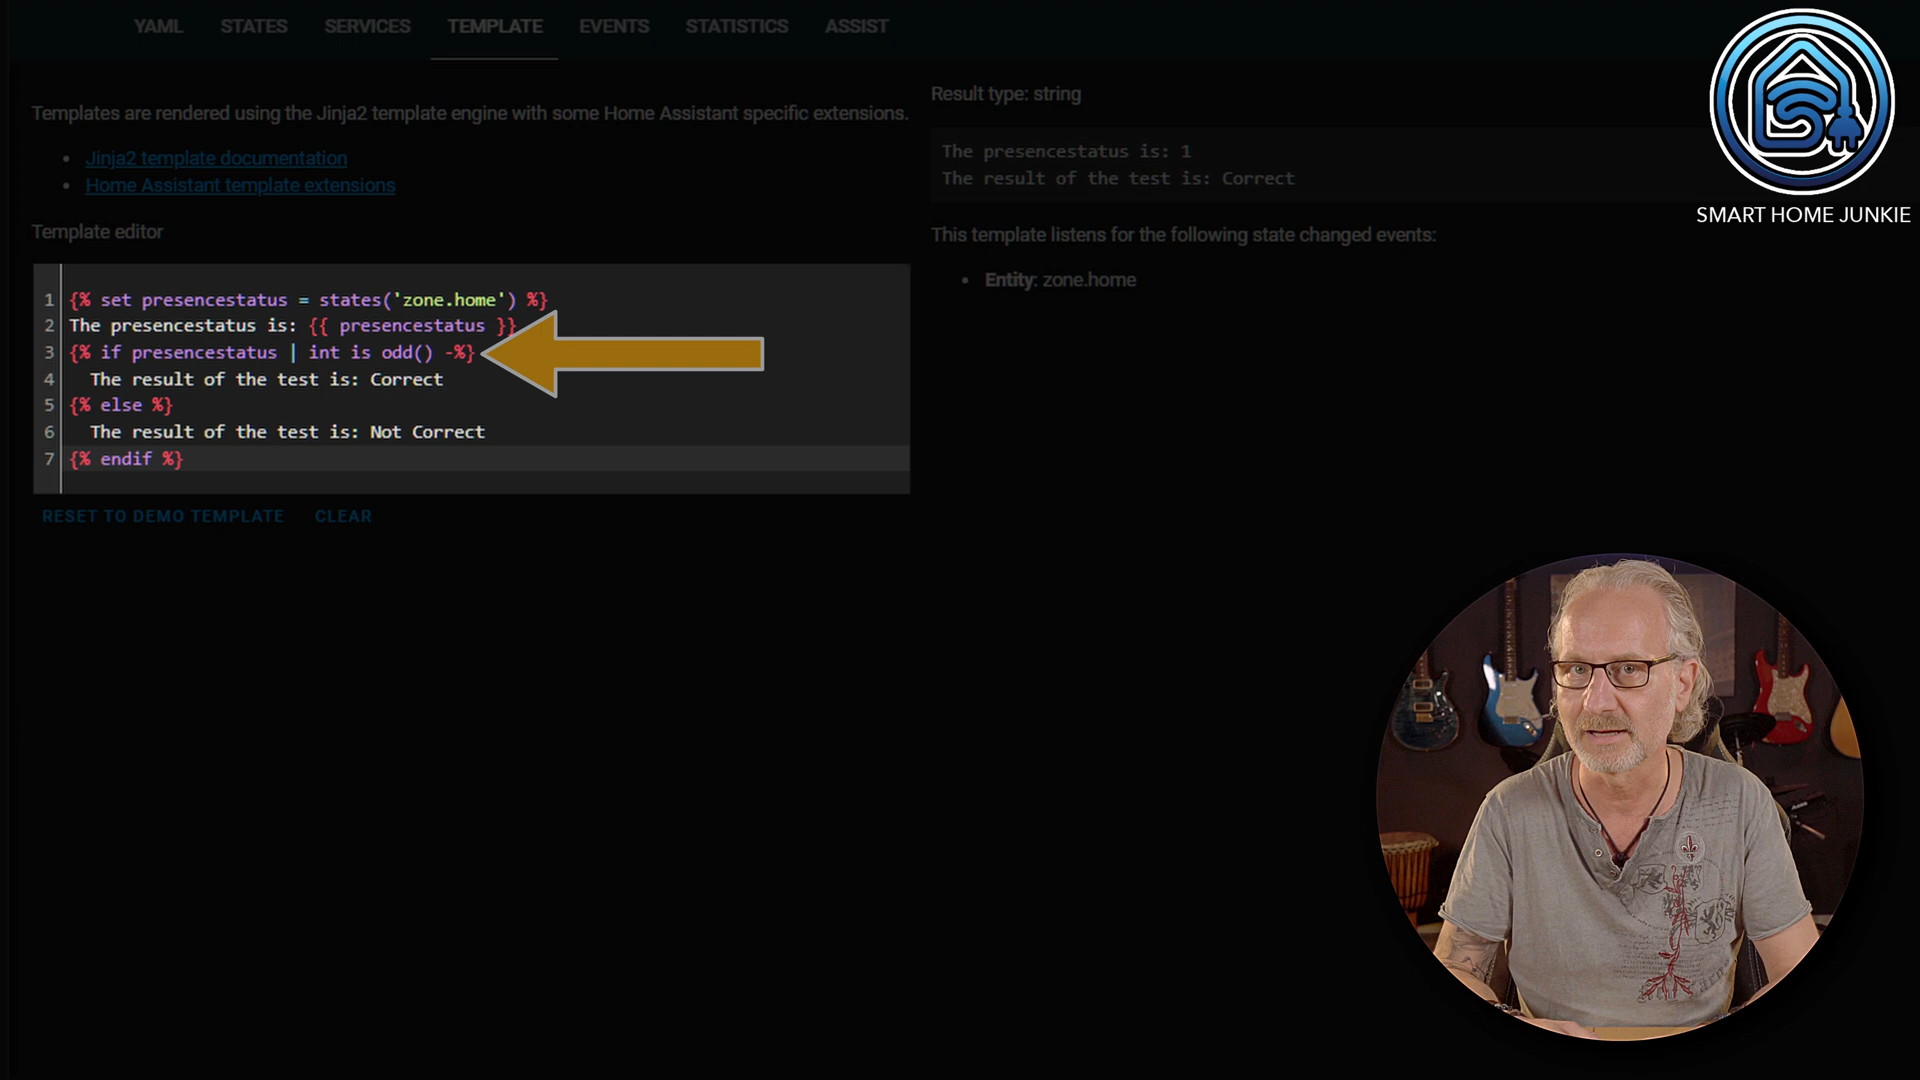 YAML STATES SERVICES TEMPLATE EVENTS STATISTICS ASSIST
Templates are rendered using the Jinja2 template engine with some Home Assistant specific extensions.
Jinja2 template documentation
Home Assistant template extensions
Template editor
1 {% set presencestatus = states('zone.home') %}
2 The presencestatus is: {{ presencestatus }}
3 {% if presencestatus | int is odd() -%}
4 The result of the test is: Correct
5 {% else %}
6 The result of the test is: Not Correct
7 {% endif %}
RESET TO DEMO TEMPLATE CLEAR
Result type: string
The presencestatus is: 1
The result of the test is: Correct
This template listens for the following state changed events:
Entity: zone.home
SMART HOME JUNKIE